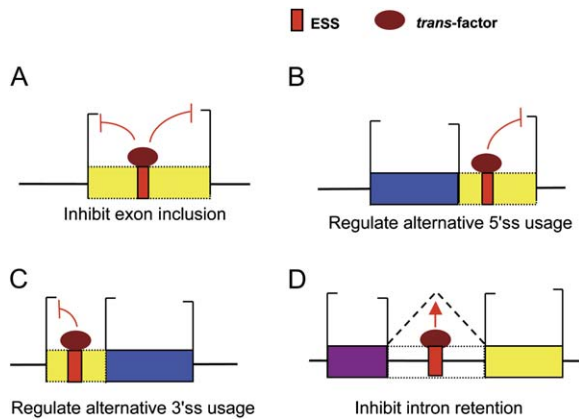 ESS trans-factor
A
B
Inhibit exon inclusion
Regulate alternative 5'ss usage
C
D
Regulate alternative 3'ss usage
Inhibit intron retention